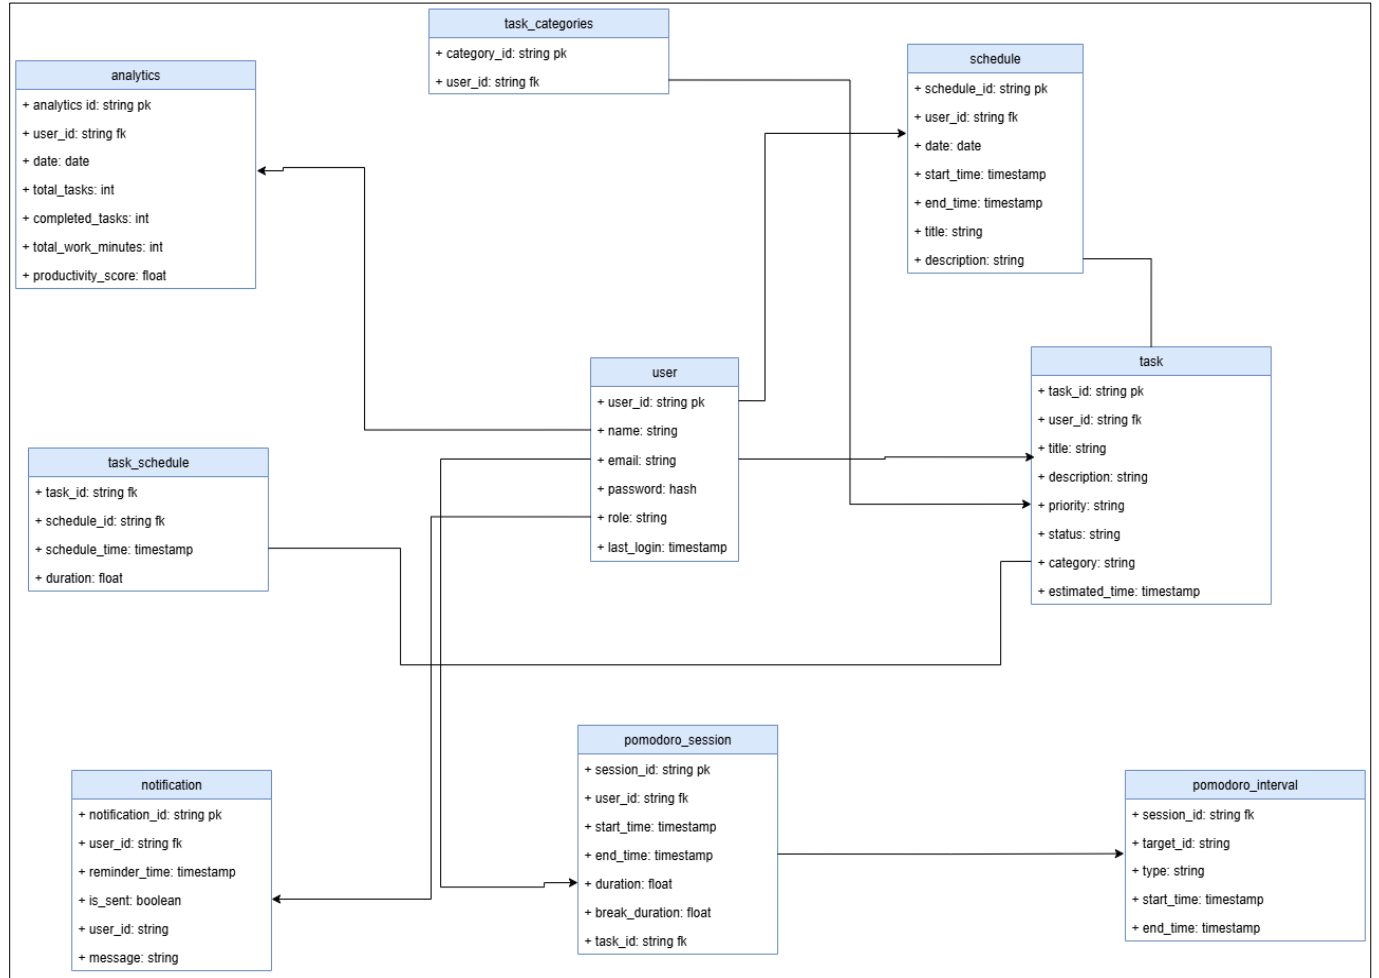 task_categories
+ category_id: string pk
+ user_id: string fk
analytics
+ analytics id: string pk
+ user_id: string fk
+ date: date
+ total_tasks: int
+ completed_tasks: int
+ total_work_minutes: int
+ productivity_score: float
schedule
+ schedule_id: string pk
+ user_id: string fk
+ date: date
+ start_time: timestamp
+ end_time: timestamp
+ title: string
+ description: string
user
+ user_id: string pk
+ name: string
+ email: string
+ password: hash
+ role: string
+ last_login: timestamp
task
+ task_id: string pk
+ user_id: string fk
+ title: string
+ description: string
+ priority: string
+ status: string
+ category: string
+ estimated_time: timestamp
task_schedule
+ task_id: string fk
+ schedule_id: string fk
+ schedule_time: timestamp
+ duration: float
notification
+ notification_id: string pk
+ user_id: string fk
+ reminder_time: timestamp
+ is_sent: boolean
+ user_id: string
+ message: string
pomodoro_session
+ session_id: string pk
+ user_id: string fk
+ start_time: timestamp
+ end_time: timestamp
+ duration: float
+ break_duration: float
+ task_id: string fk
pomodoro_interval
+ session_id: string fk
+ target_id: string
+ type: string
+ start_time: timestamp
+ end_time: timestamp